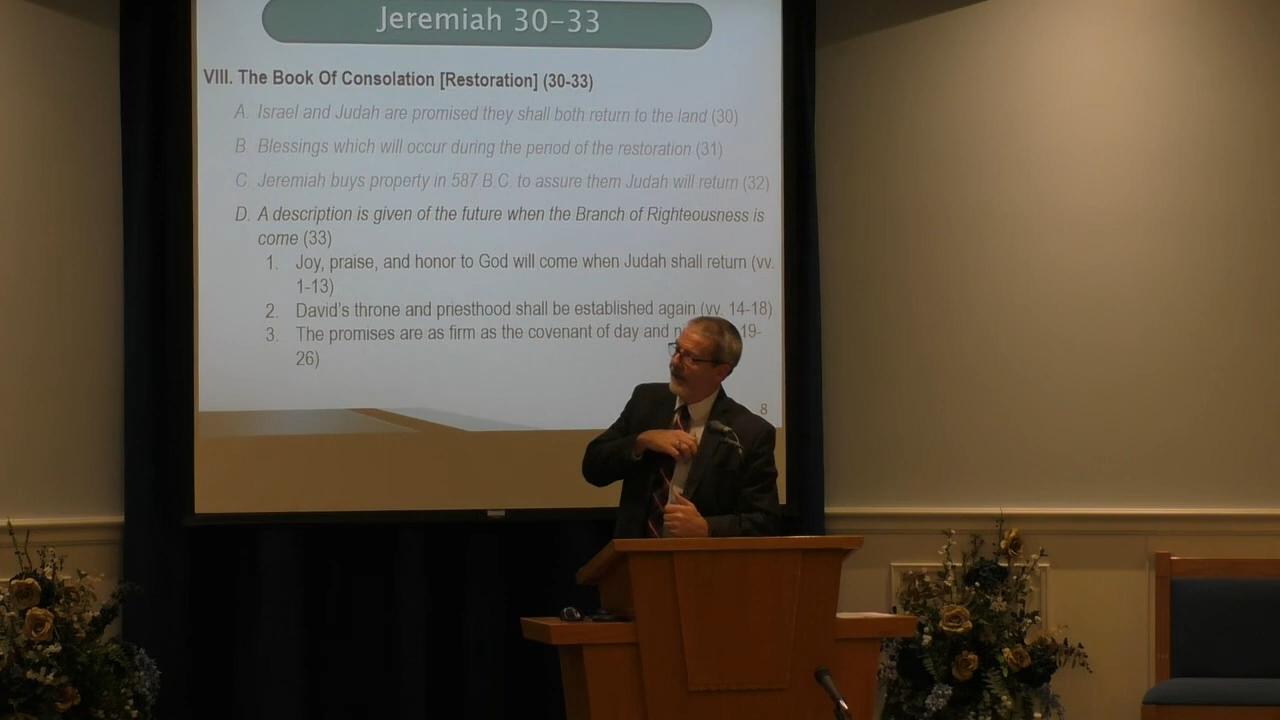 Jeremiah 30-33
VIII. The Book Of Consolation [Restoration] (30-33)
A. Israel and Judah are promised they shall both return to the land (30)
B. Blessings which will occur during the period of the restoration (31)
C. Jeremiah buys property in 587 B.C. to assure them Judah will return (32)
D. A description is given of the future when the Branch of Righteousness is
come (33)
1. Joy, praise, and honor to God will come when Judah shall return (vv.
1-13)
2. David's throne and priesthood shall be established again (vv. 14-18)
3. The promises are as firm as the covenant of day and 19-
26)
8